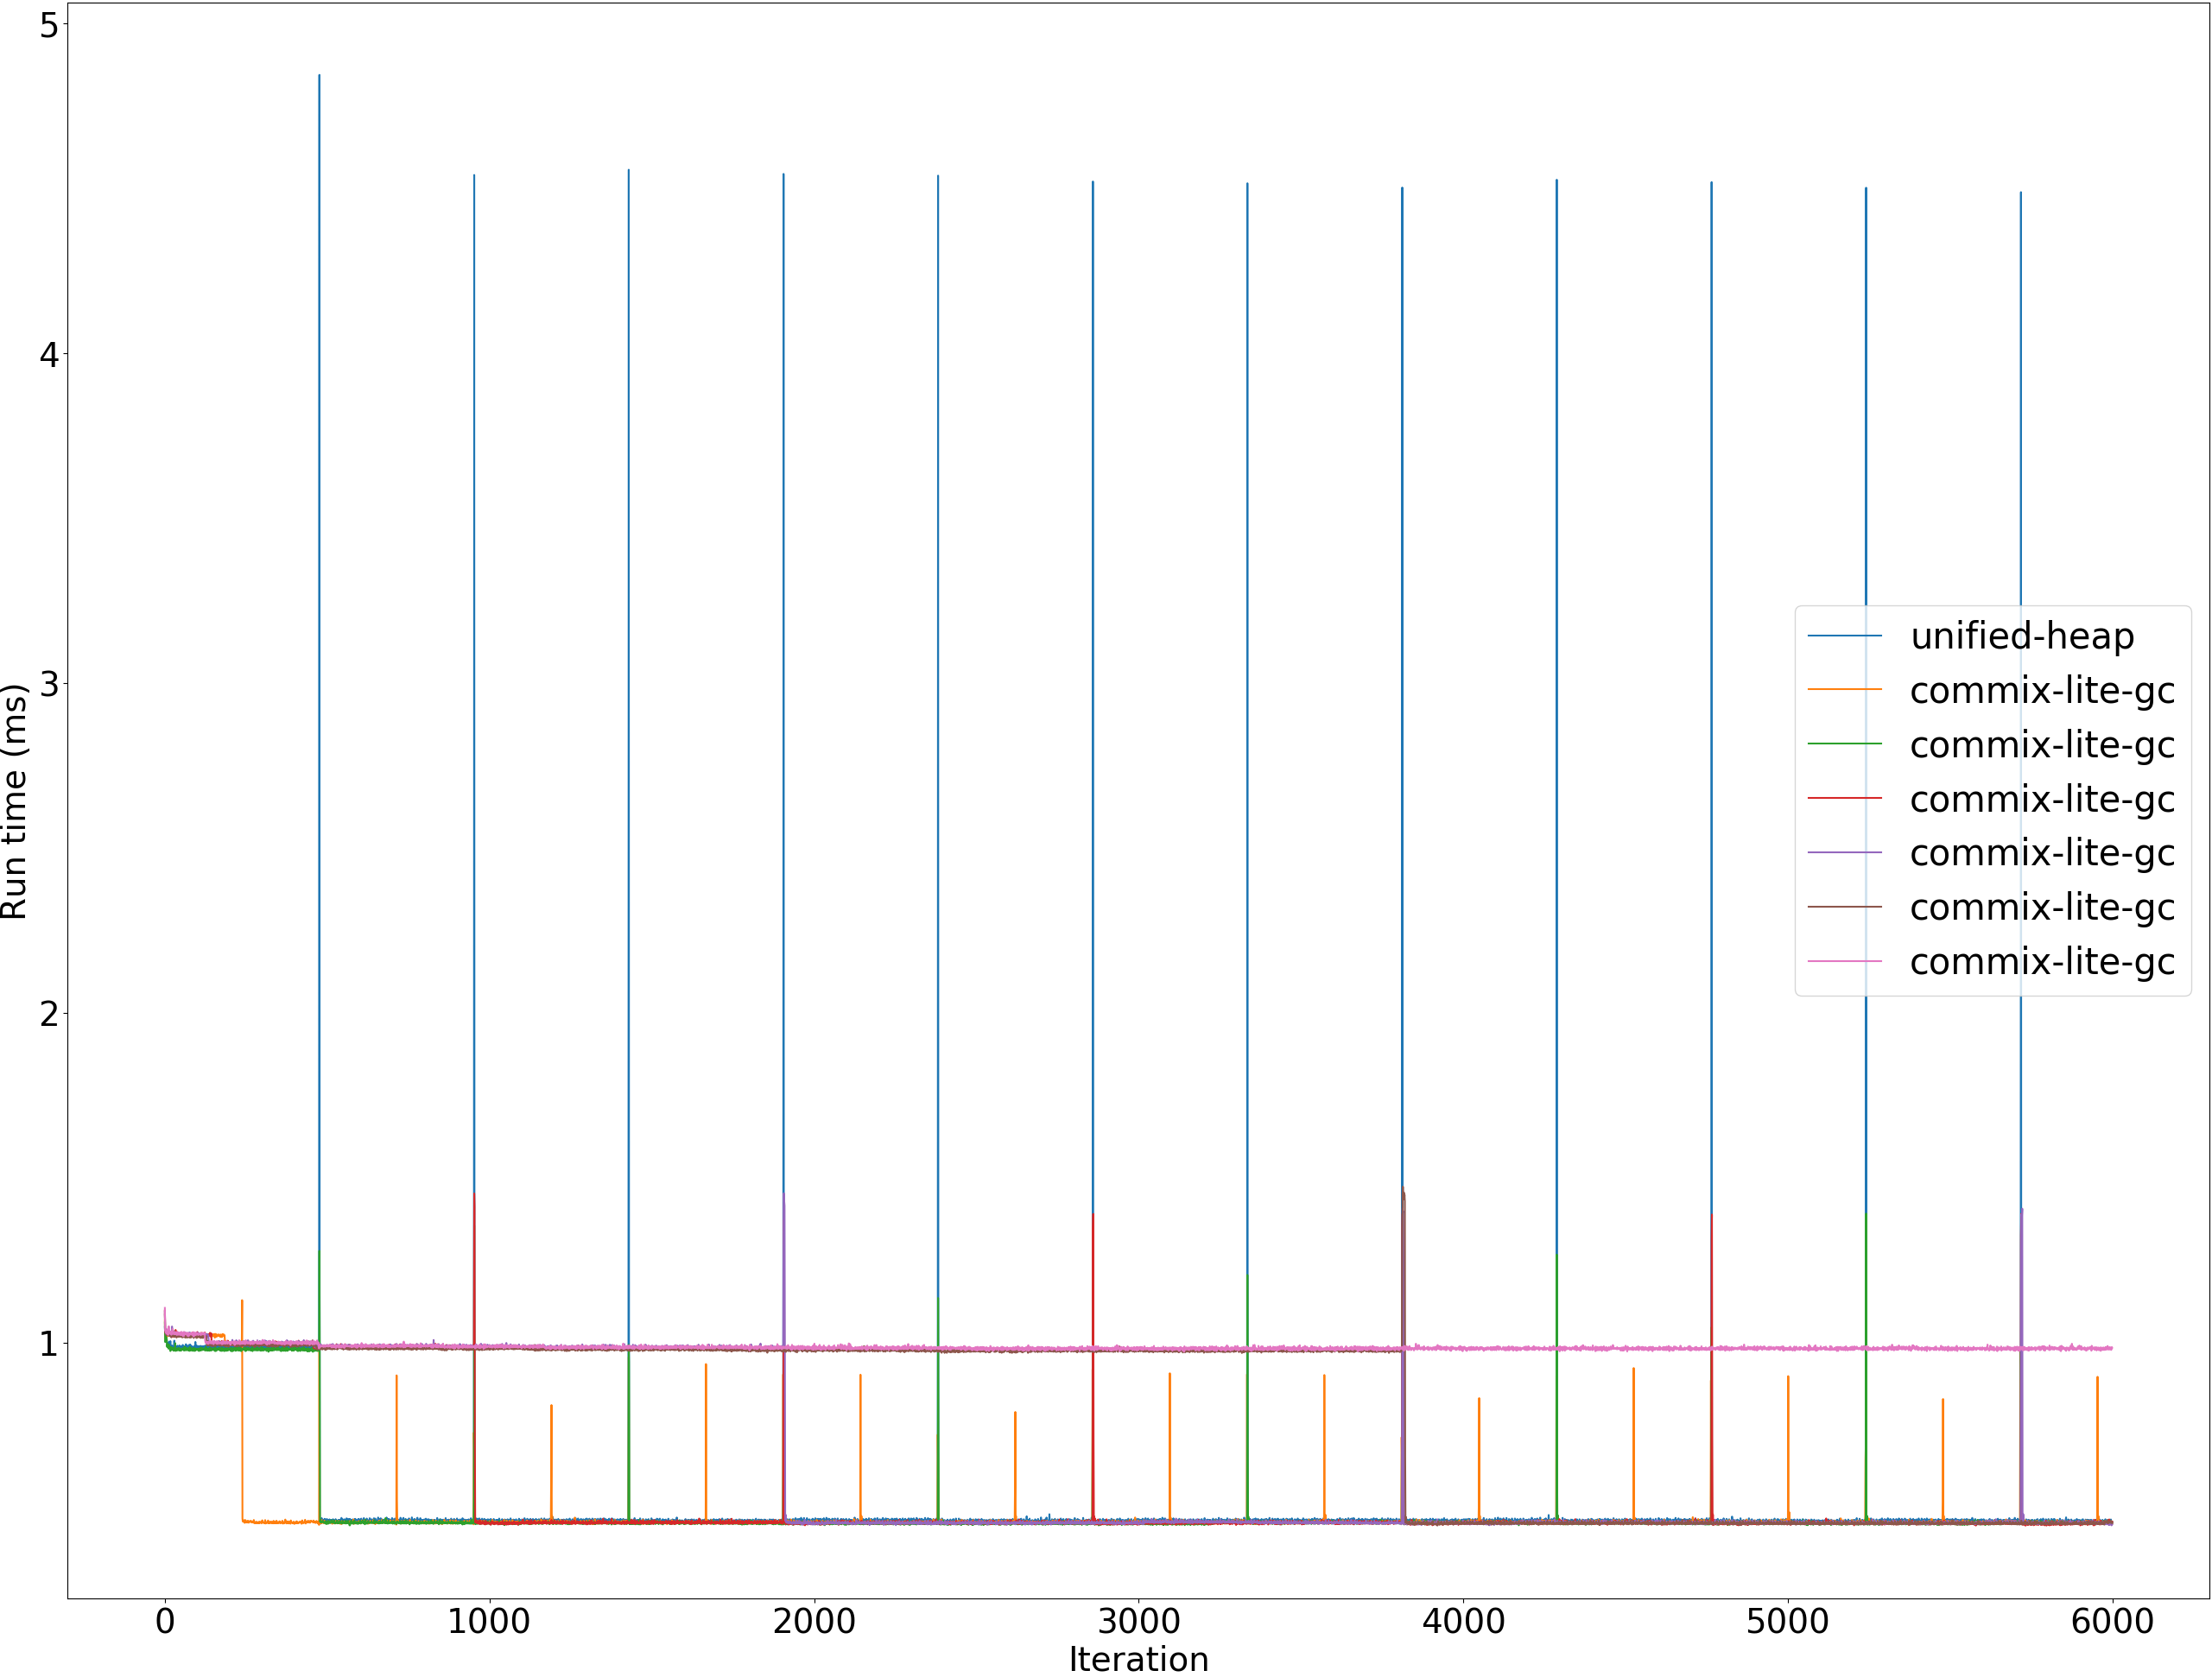 5
4
3
2
1
Run time (ms)
unified-heap
commix-lite-gc
commix-lite-gc
commix-lite-gc
commix-lite-gc
commix-lite-gc
commix-lite-gc
0 1000 2000 3000 4000 5000 6000
Iteration